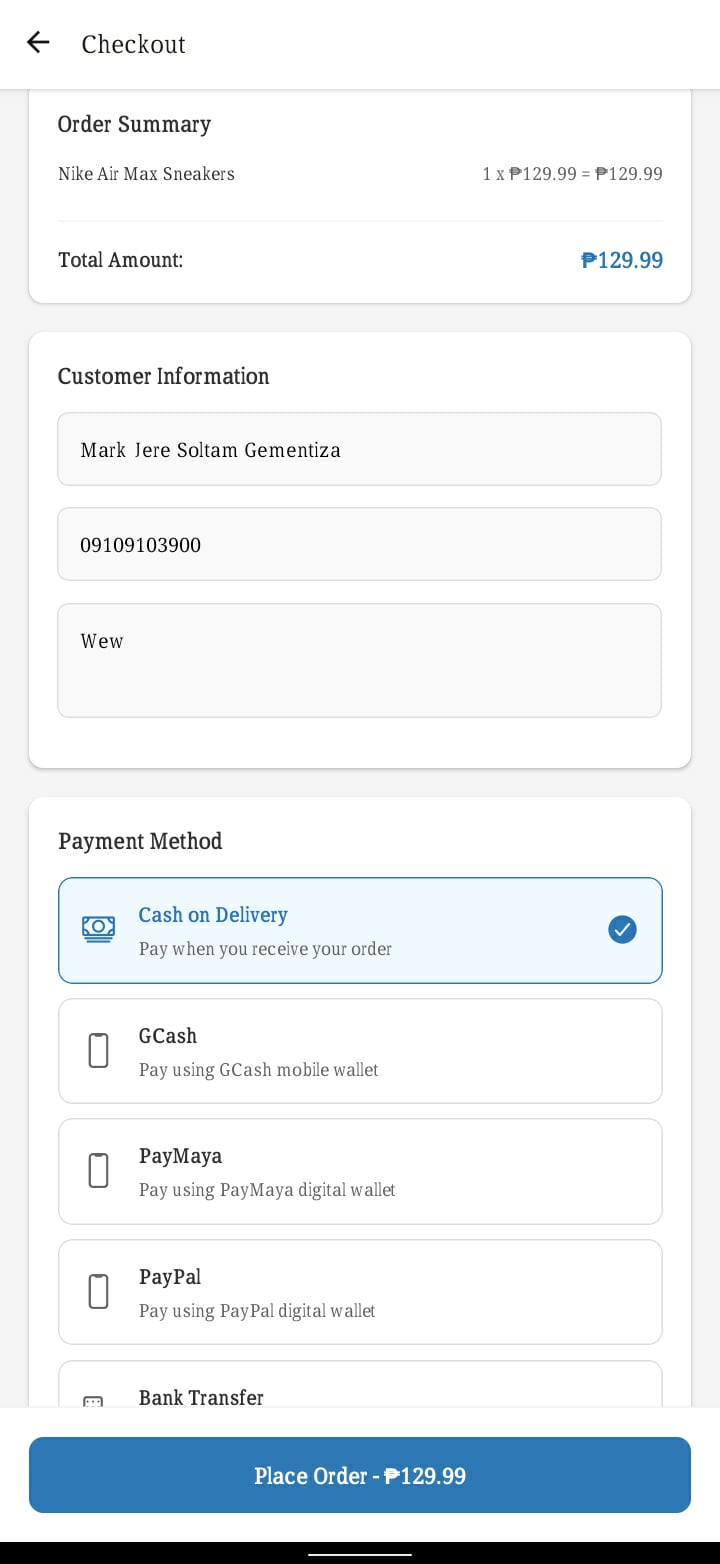 Checkout
Order Summary
Nike Air Max Sneakers 1 x ₱129.99 = ₱129.99
Total Amount: ₱129.99
Customer Information
Mark Jere Soltam Gementiza
09109103900
Wew
Payment Method
Cash on Delivery
Pay when you receive your order
GCash
Pay using GCash mobile wallet
PayMaya
Pay using PayMaya digital wallet
PayPal
Pay using PayPal digital wallet
Bank Transfer
Place Order - ₱129.99